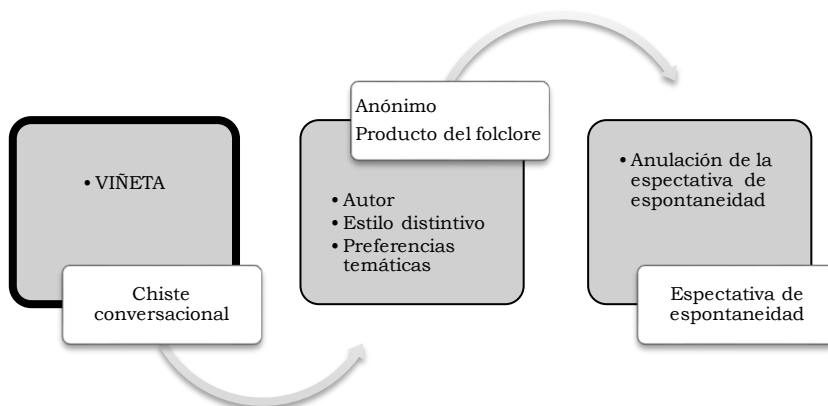 • VIÑETA
Chiste
conversacional
Anónimo
Producto del folclore
• Autor
• Estilo distintivo
• Preferencias
temáticas
• Anulación de la
espectativa de
espontaneidad
Espectativa de
espontaneidad